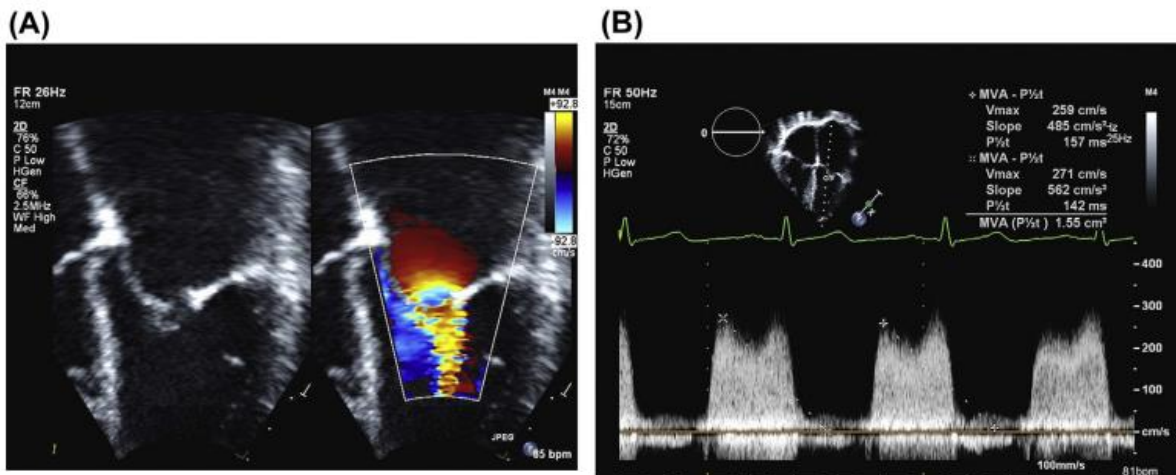 (A)
FR 26Hz
12cm
M4 M4
+92.8
2D
76%
C 50
P Low
HGen
CF
66%
2.5MHz
WF High
Med
-92.8
cm/s
JPEG
85 bpm
(B)
FR 50Hz
15cm
M4
2D
72%
C 50
P Low
HGen
0
MVA - P½t
Vmax 259 cm/s
Slope 485 cm/s²
25Hz
P½t 157 ms
MVA - P½t
Vmax 271 cm/s
Slope 562 cm/s²
P½t 142 ms
MVA (P½t) 1.55 cm²
400
300
200
100
cm/s
100mm/s
81bpm